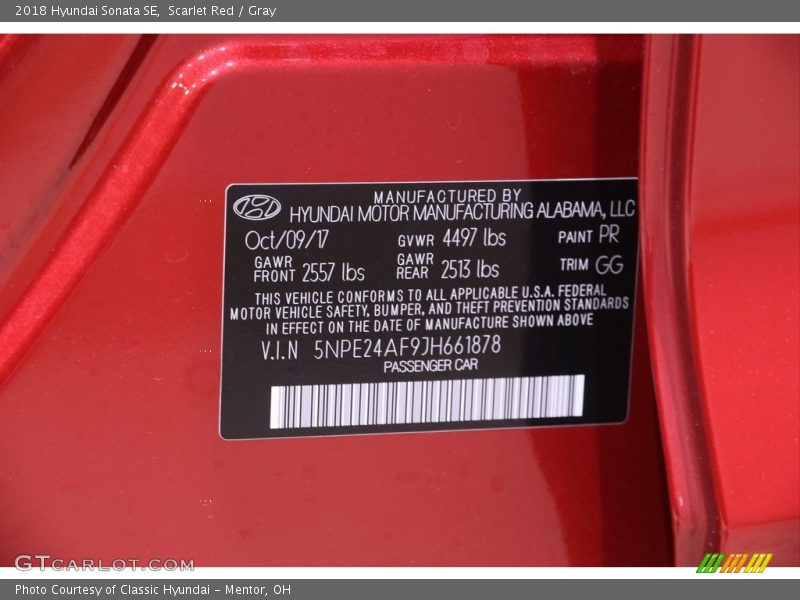 2018 Hyundai Sonata SE,  Scarlet Red / Gray
MANUFACTURED BY
HYUNDAI MOTOR MANUFACTURING ALABAMA, LLC
Oct/09/17 GVWR 4497 lbs PAINT PR
GAWR FRONT 2557 lbs GAWR REAR 2513 lbs TRIM GG
THIS VEHICLE CONFORMS TO ALL APPLICABLE U.S.A. FEDERAL
MOTOR VEHICLE SAFETY, BUMPER, AND THEFT PREVENTION STANDARDS
IN EFFECT ON THE DATE OF MANUFACTURE SHOWN ABOVE
V.I.N 5NPE24AF9JH661878
PASSENGER CAR
GTCARLOT.COM
Photo Courtesy of Classic Hyundai – Mentor, OH